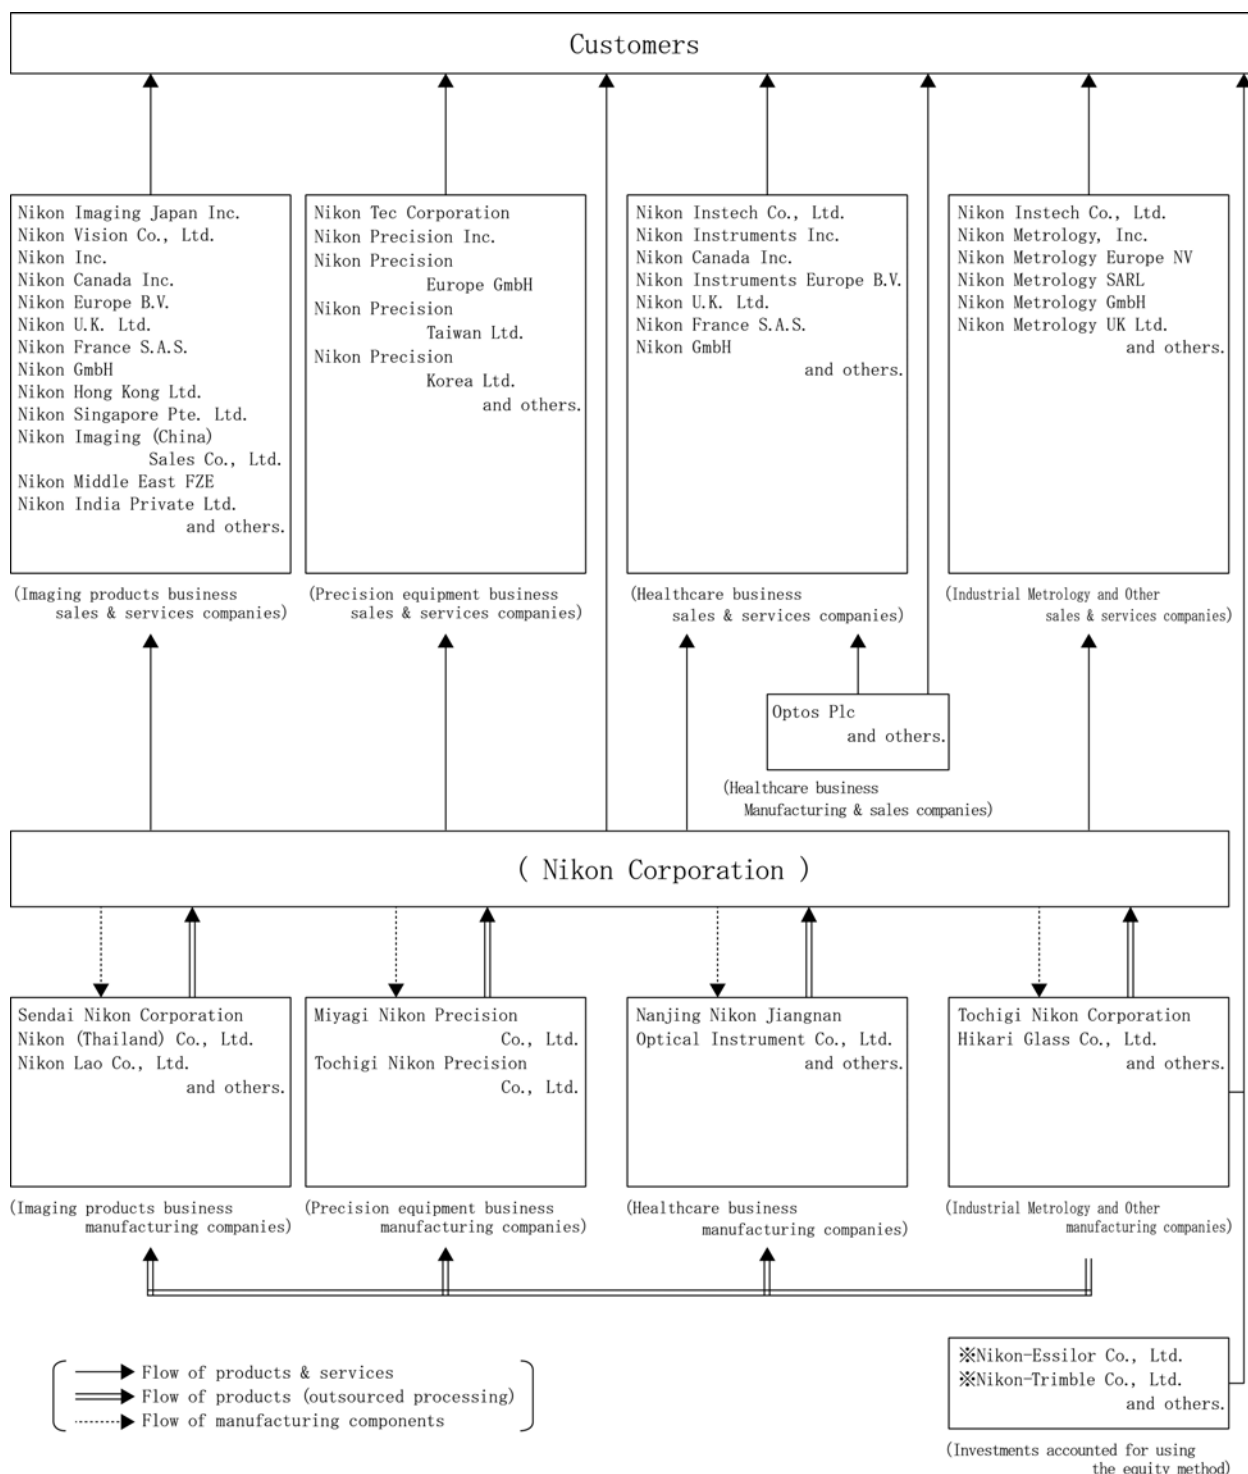 Customers
Nikon Imaging Japan Inc.
Nikon Vision Co., Ltd.
Nikon Inc.
Nikon Canada Inc.
Nikon Europe B.V.
Nikon U.K. Ltd.
Nikon France S.A.S.
Nikon GmbH
Nikon Hong Kong Ltd.
Nikon Singapore Pte. Ltd.
Nikon Imaging (China)
Sales Co., Ltd.
Nikon Middle East FZE
Nikon India Private Ltd.
and others.
(Imaging products business
sales & services companies)
Nikon Tec Corporation
Nikon Precision Inc.
Nikon Precision
Europe GmbH
Nikon Precision
Taiwan Ltd.
Nikon Precision
Korea Ltd.
and others.
(Precision equipment business
sales & services companies)
Nikon Instech Co., Ltd.
Nikon Instruments Inc.
Nikon Canada Inc.
Nikon Instruments Europe B.V.
Nikon U.K. Ltd.
Nikon France S.A.S.
Nikon GmbH
and others.
(Healthcare business
sales & services companies)
Nikon Instech Co., Ltd.
Nikon Metrology, Inc.
Nikon Metrology Europe NV
Nikon Metrology SARL
Nikon Metrology GmbH
Nikon Metrology UK Ltd.
and others.
(Industrial Metrology and Other
sales & services companies)
Optos Plc
and others.
(Healthcare business
Manufacturing & sales companies)
( Nikon Corporation )
Sendai Nikon Corporation
Nikon (Thailand) Co., Ltd.
Nikon Lao Co., Ltd.
and others.
(Imaging products business
manufacturing companies)
Miyagi Nikon Precision
Co., Ltd.
Tochigi Nikon Precision
Co., Ltd.
(Precision equipment business
manufacturing companies)
Nanjing Nikon Jiangnan
Optical Instrument Co., Ltd.
and others.
(Healthcare business
manufacturing companies)
Tochigi Nikon Corporation
Hikari Glass Co., Ltd.
and others.
(Industrial Metrology and Other
manufacturing companies)
Flow of products & services
Flow of products (outsourced processing)
Flow of manufacturing components
※Nikon-Essilor Co., Ltd.
※Nikon-Trimble Co., Ltd.
and others.
(Investments accounted for using
the equity method)